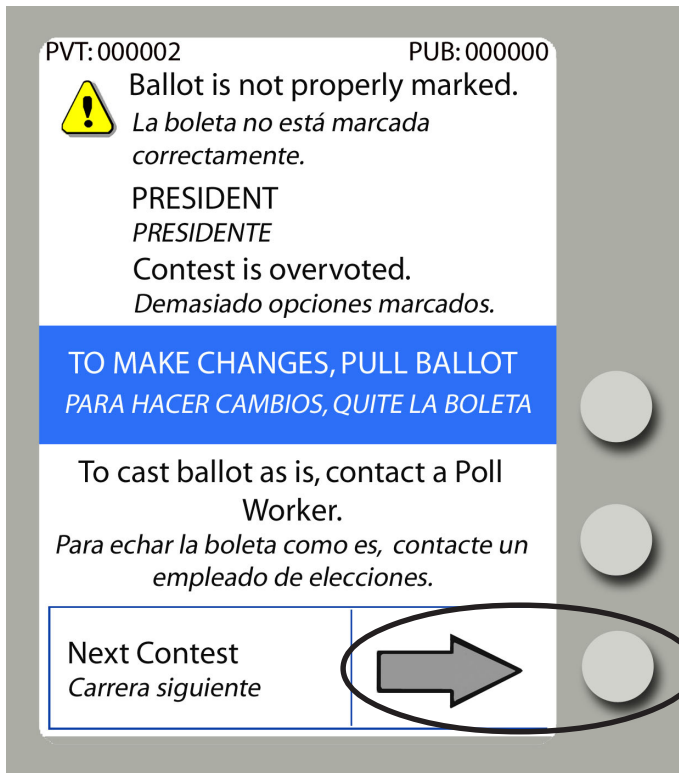 PVT: 000002 PUB: 000000
Ballot is not properly marked.
La boleta no está marcada
correctamente.
PRESIDENT
PRESIDENTE
Contest is overvoted.
Demasiado opciones marcados.
TO MAKE CHANGES, PULL BALLOT
PARA HACER CAMBIOS, QUITE LA BOLETA
To cast ballot as is, contact a Poll
Worker.
Para echar la boleta como es, contacte un
empleado de elecciones.
Next Contest
Carrera siguiente